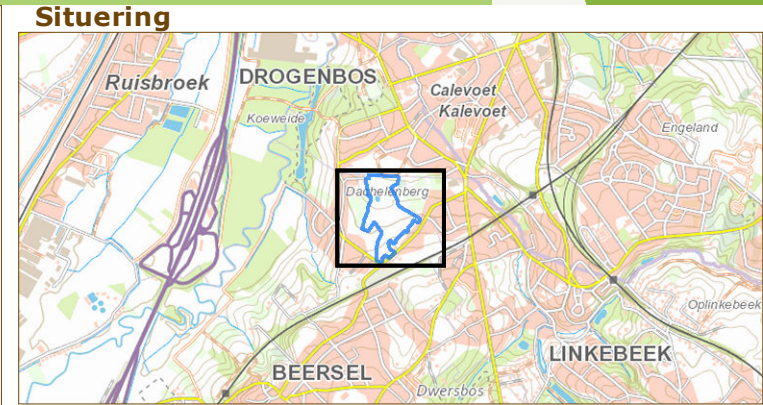 Situering
Ruisbroek
DROGENBOS
Calevoet
Kalevoet
Koeweide
Engeland
Dachelenberg
Oplinkebeek
LINKEBEEK
BEERSEL
Dwersbos